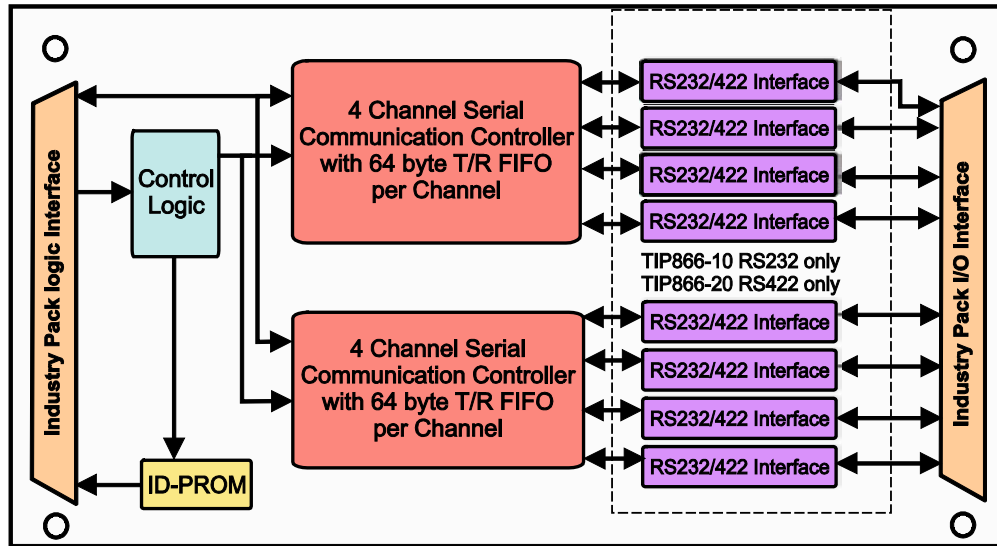 Industry Pack logic Interface
Control
Logic
ID-PROM
4 Channel Serial
Communication Controller
with 64 byte T/R FIFO
per Channel
4 Channel Serial
Communication Controller
with 64 byte T/R FIFO
per Channel
RS232/422 Interface
RS232/422 Interface
RS232/422 Interface
RS232/422 Interface
TIP866-10 RS232 only
TIP866-20 RS422 only
RS232/422 Interface
RS232/422 Interface
RS232/422 Interface
RS232/422 Interface
Industry Pack I/O Interface